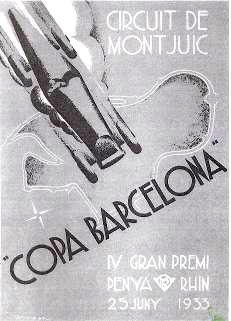 CIRCUIT DE
MONTJUIC
"COPA BARCELONA"
IV GRAN PREMI
PENYA RHIN
25 JUNY 1933